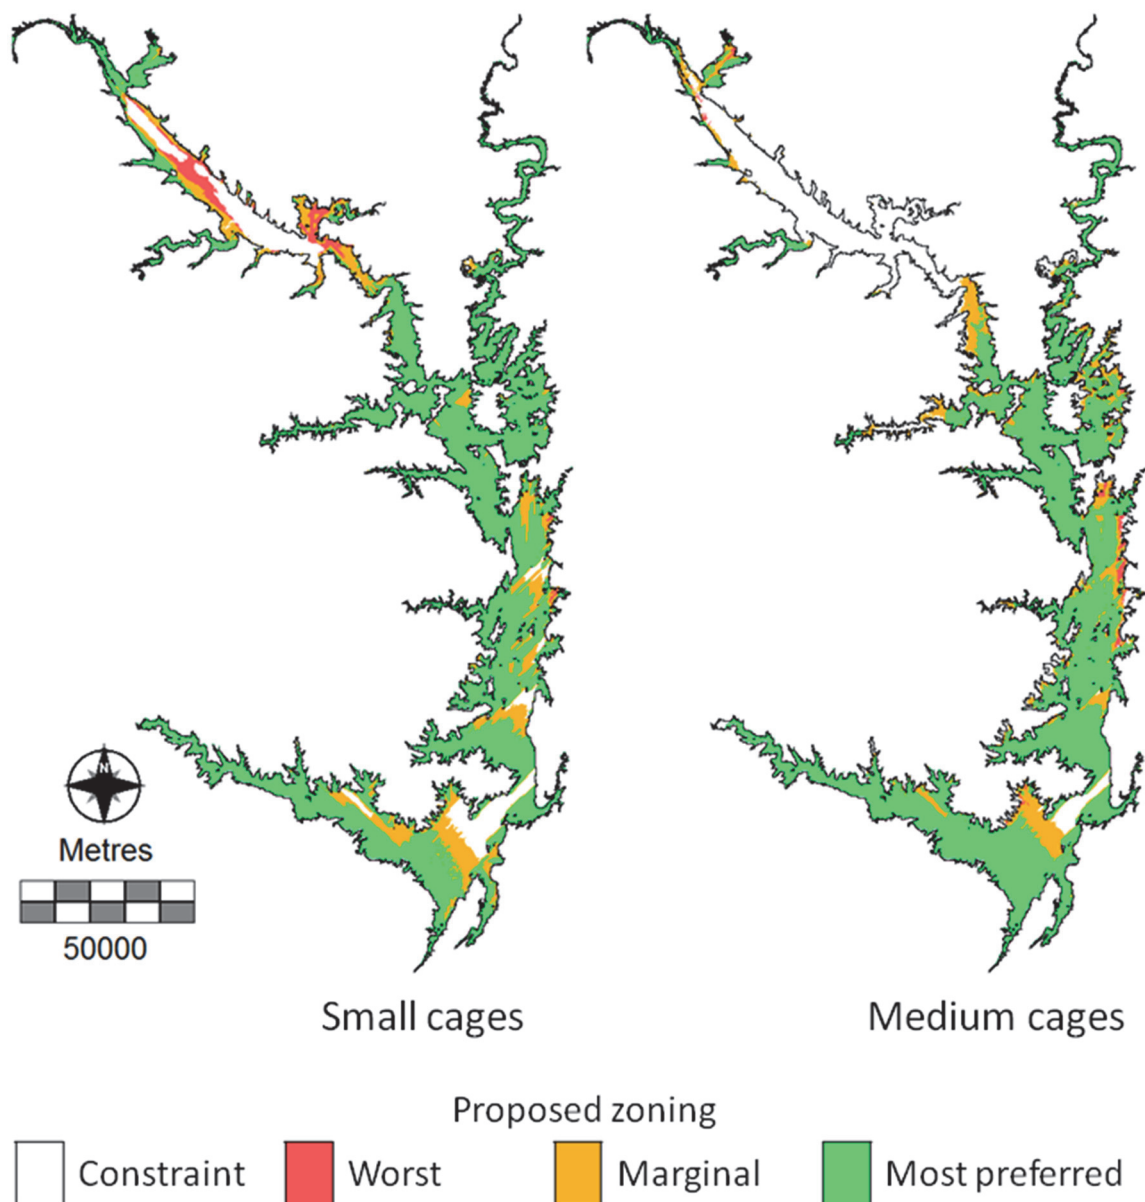 N
Metres
50000
Small cages
Medium cages
Proposed zoning
Constraint
Worst
Marginal
Most preferred